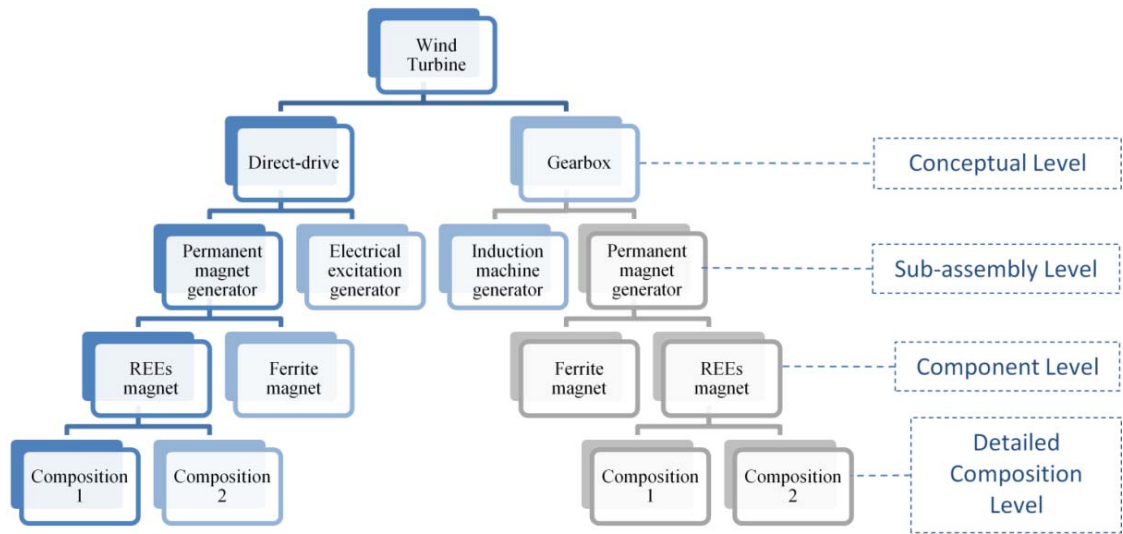 Wind
Turbine
Direct-drive
Gearbox
Conceptual Level
Permanent
magnet
generator
Electrical
excitation
generator
Induction
machine
generator
Permanent
magnet
generator
Sub-assembly Level
REEs
magnet
Ferrite
magnet
Ferrite
magnet
REEs
magnet
Component Level
Composition
1
Composition
2
Composition
1
Composition
2
Detailed
Composition
Level